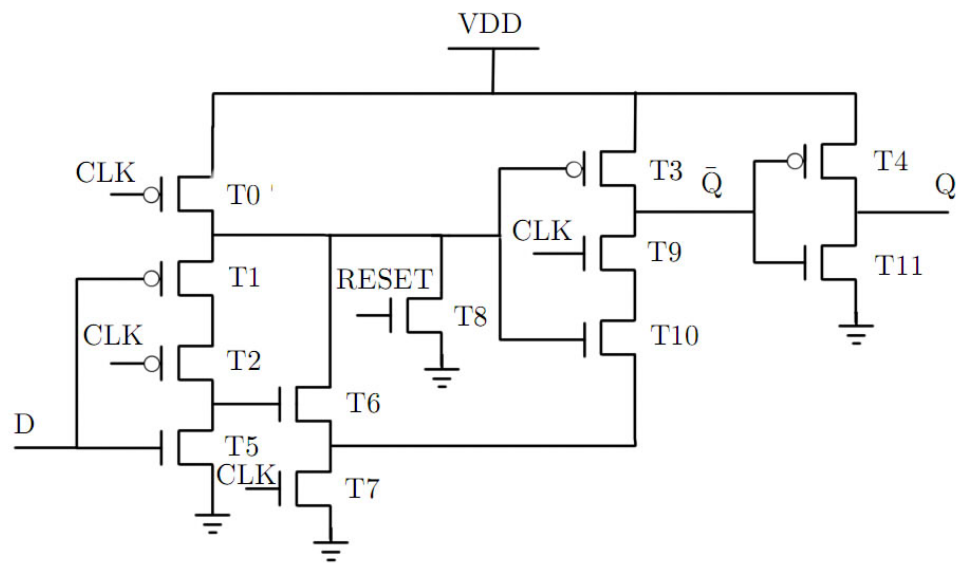 VDD
CLK
T0
T3
Q̄
T4
Q
CLK
T9
T1
RESET
T11
CLK
T8
T10
T2
T6
D
T5
CLK
T7